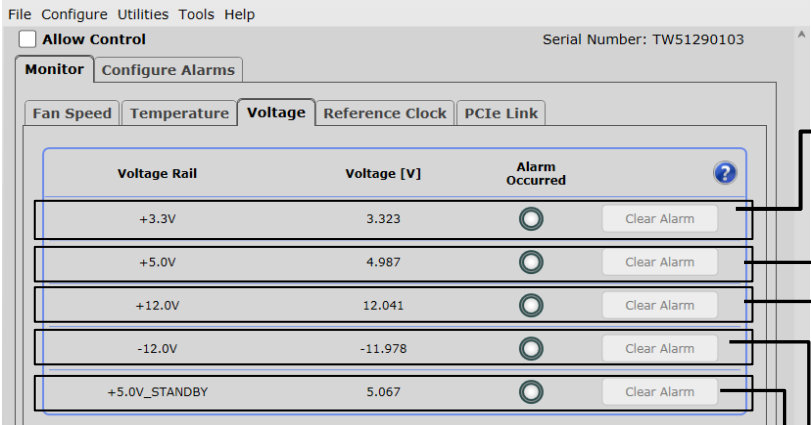 File Configure Utilities Tools Help
Allow Control Serial Number: TW51290103
Monitor Configure Alarms
Fan Speed Temperature Voltage Reference Clock PCIe Link
Voltage Rail Voltage [V] Alarm Occurred ?
+3.3V 3.323 Clear Alarm
+5.0V 4.987 Clear Alarm
+12.0V 12.041 Clear Alarm
-12.0V -11.978 Clear Alarm
+5.0V_STANDBY 5.067 Clear Alarm